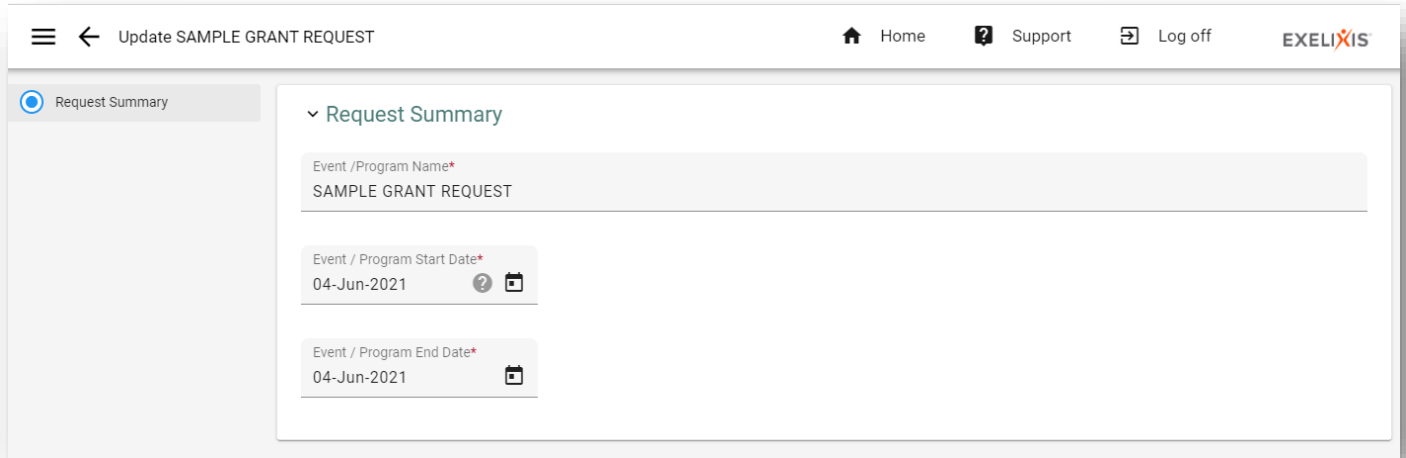 Update SAMPLE GRANT REQUEST
Home
Support
Log off
EXELIXIS
Request Summary
Request Summary
Event /Program Name*
SAMPLE GRANT REQUEST
Event / Program Start Date*
04-Jun-2021
Event / Program End Date*
04-Jun-2021